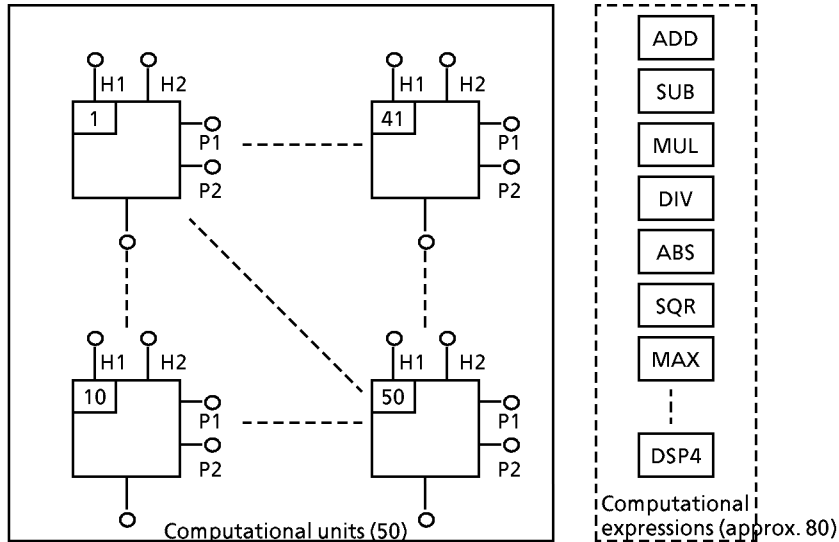 H1 H2
1
P1
P2
H1 H2
41
P1
P2
H1 H2
10
P1
P2
H1 H2
50
P1
P2
Computational units (50)
ADD
SUB
MUL
DIV
ABS
SQR
MAX
DSP4
Computational
expressions (approx. 80)